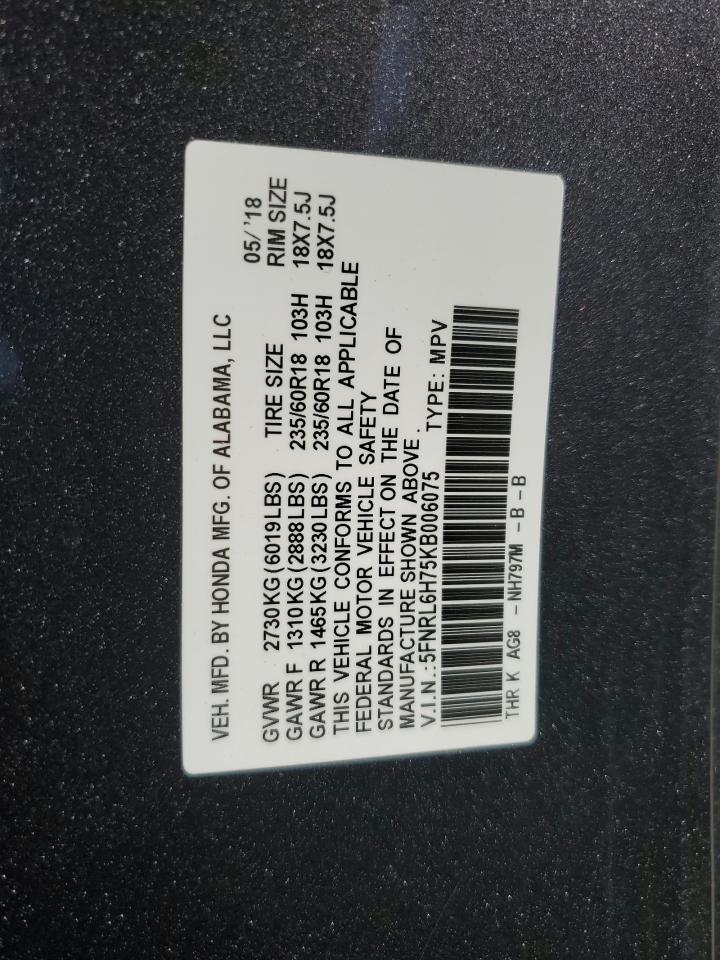 VEH. MFD. BY HONDA MFG. OF ALABAMA, LLC
05/'18
GVWR 2730KG(6019LBS) TIRE SIZE RIM SIZE
GAWR F 1310KG(2888LBS) 235/60R18 103H 18X7.5J
GAWR R 1465KG(3230LBS) 235/60R18 103H 18X7.5J
THIS VEHICLE CONFORMS TO ALL APPLICABLE
FEDERAL MOTOR VEHICLE SAFETY
STANDARDS IN EFFECT ON THE DATE OF
MANUFACTURE SHOWN ABOVE.
V.I.N.:5FNRL6H75KB006075 TYPE: MPV
THR K AG8 -NH797M -B-B